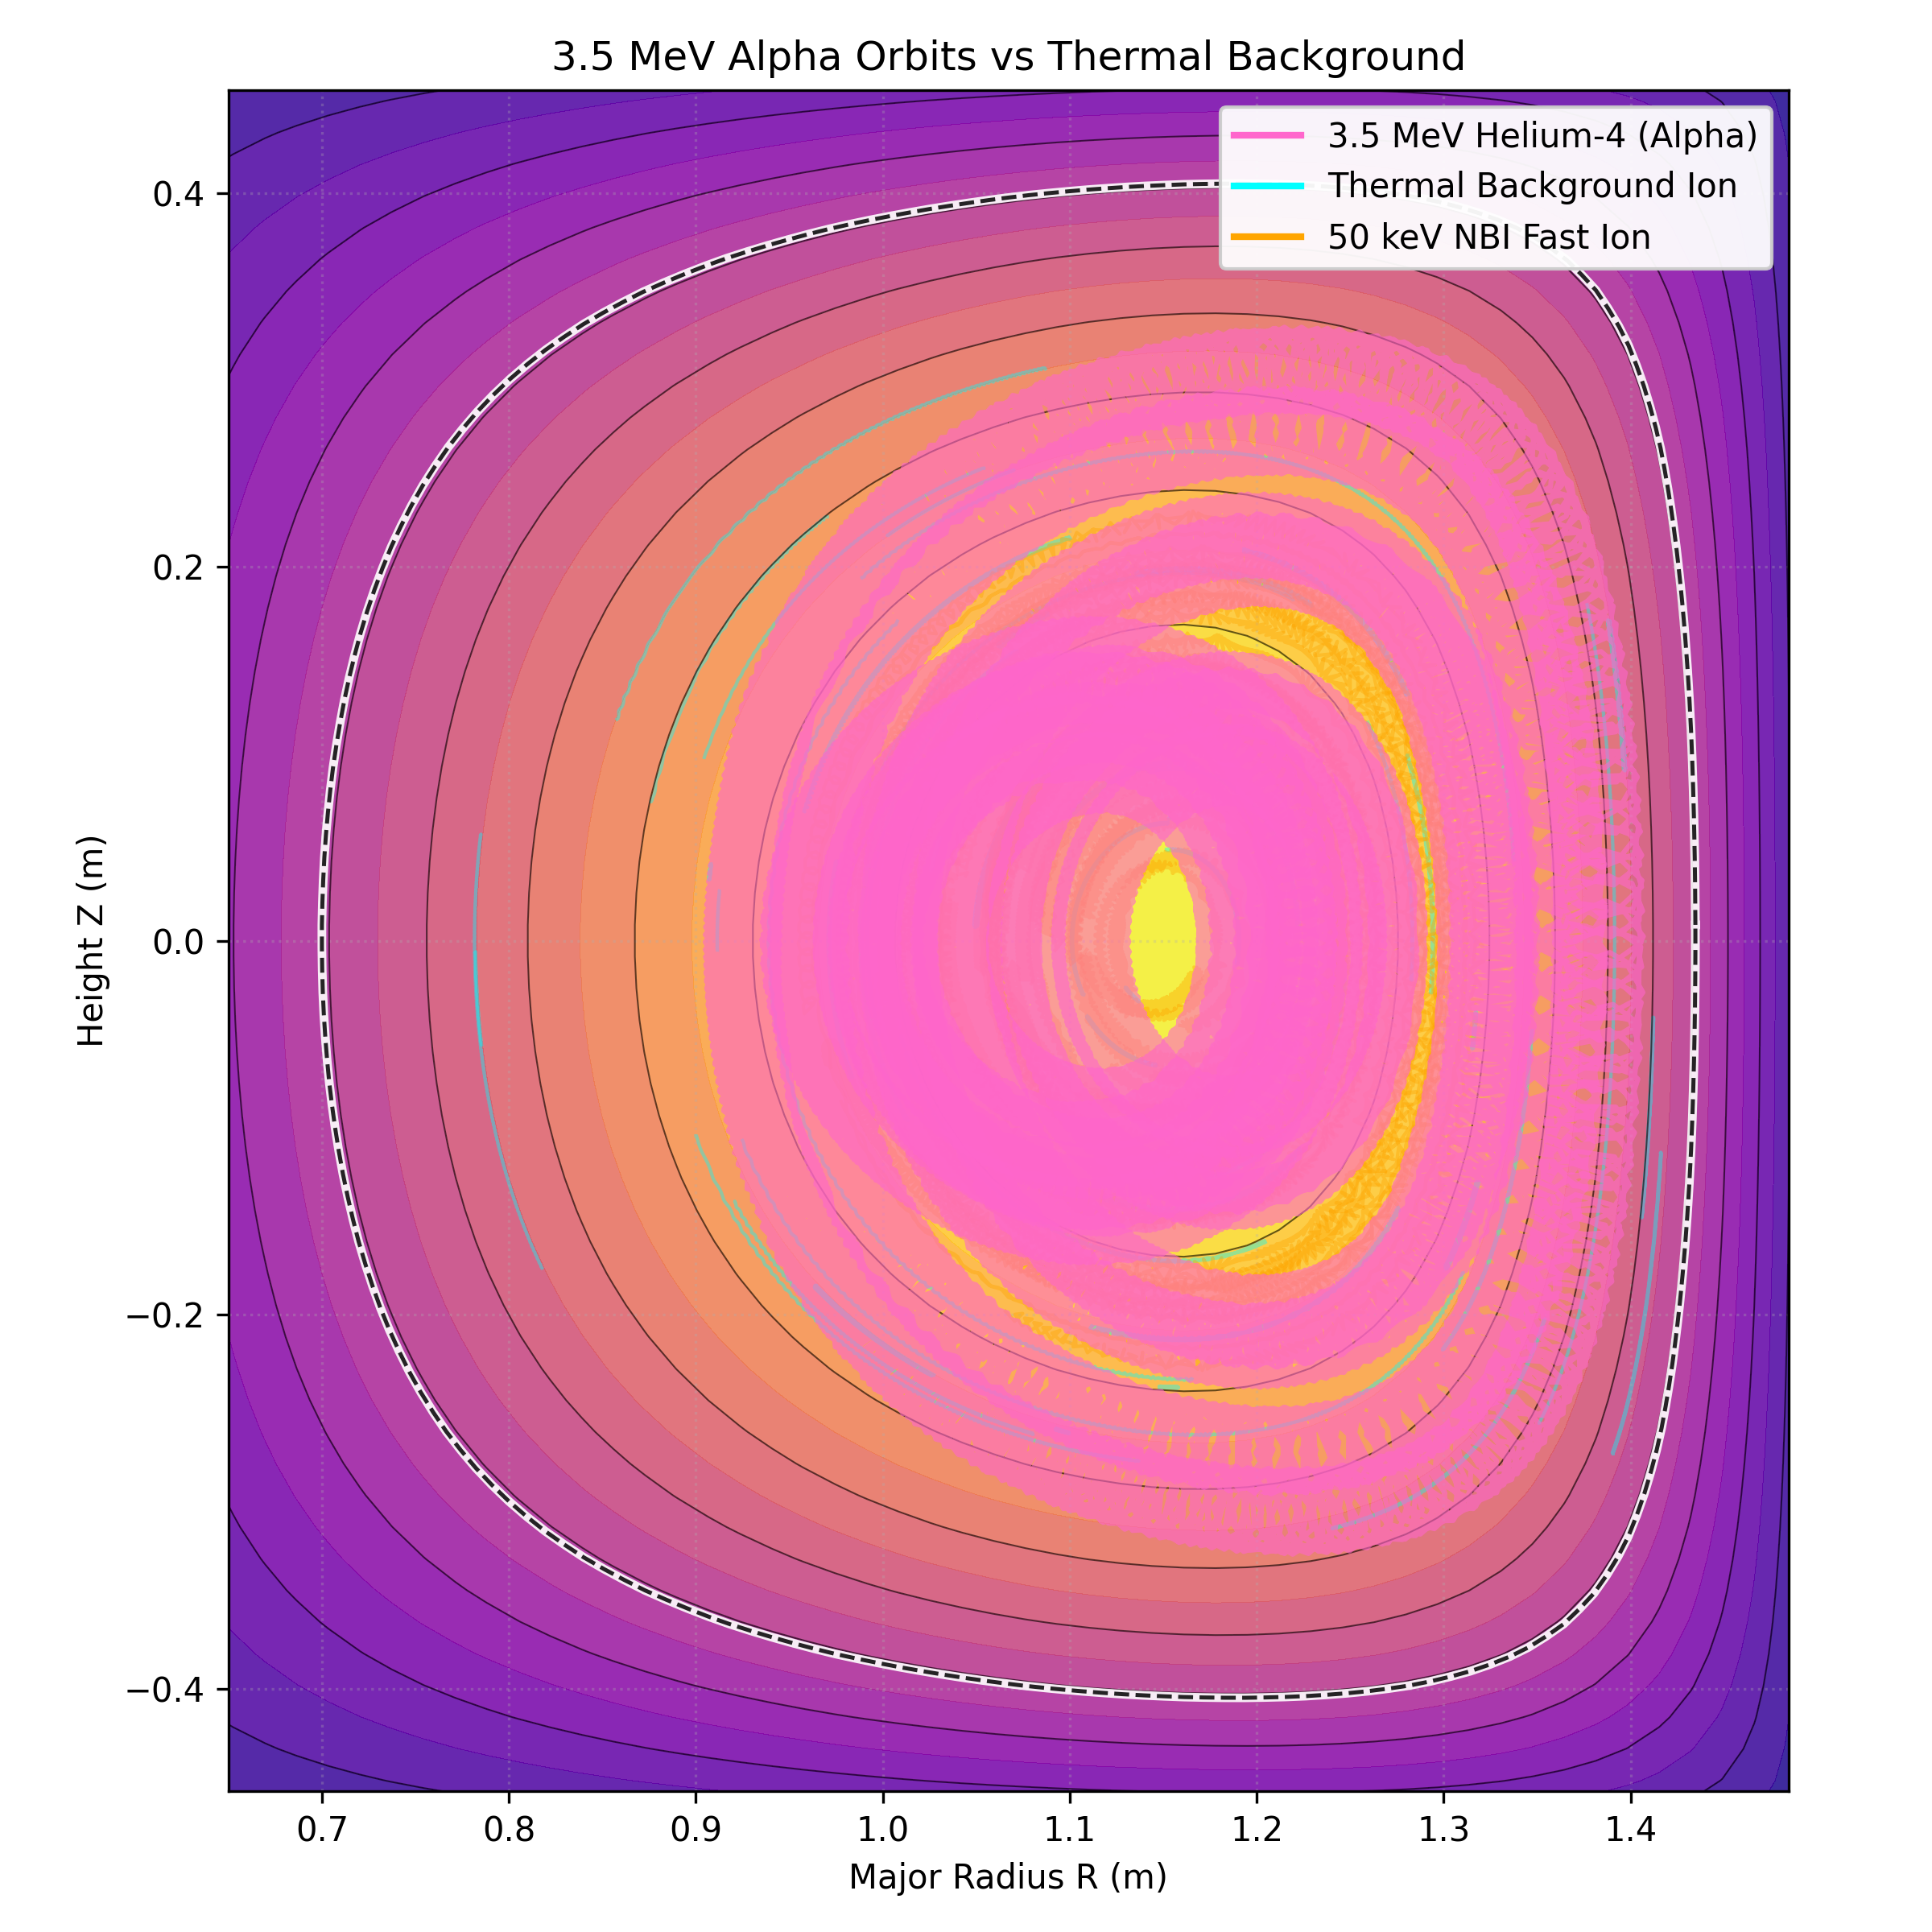 3.5 MeV Alpha Orbits vs Thermal Background
3.5 MeV Helium-4 (Alpha)
Thermal Background Ion
50 keV NBI Fast Ion
0.4
0.2
0.0
−0.2
−0.4
Height Z (m)
0.7 0.8 0.9 1.0 1.1 1.2 1.3 1.4
Major Radius R (m)